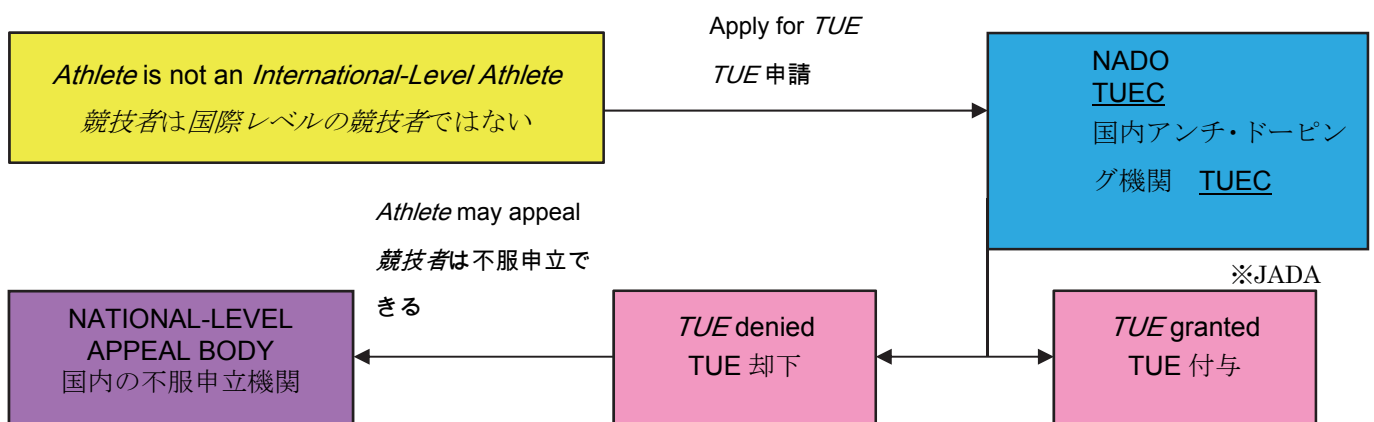 Apply for TUE
TUE 申請
Athlete is not an International-Level Athlete
競技者は国際レベルの競技者ではない
NADO
TUEC
国内アンチ・ドーピン
グ機関 TUEC
Athlete may appeal
競技者は不服申立で
きる
※JADA
NATIONAL-LEVEL
APPEAL BODY
国内の不服申立機関
TUE denied
TUE 却下
TUE granted
TUE 付与